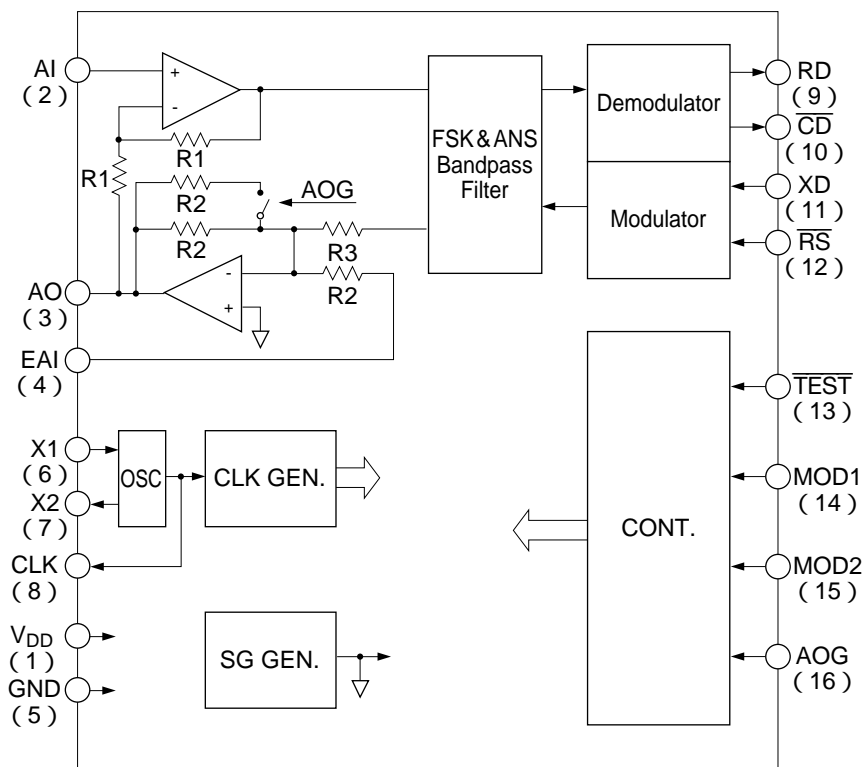 AI
(2)
+
-
R1
R1
R2
AOG
R2
R3
-
R2
+
AO
(3)
EAI
(4)
FSK & ANS
Bandpass
Filter
Demodulator
Modulator
RD
(9)
CD
(10)
XD
(11)
RS
(12)
X1
(6)
X2
(7)
OSC
CLK GEN.
CLK
(8)
VDD
(1)
GND
(5)
SG GEN.
CONT.
TEST
(13)
MOD1
(14)
MOD2
(15)
AOG
(16)